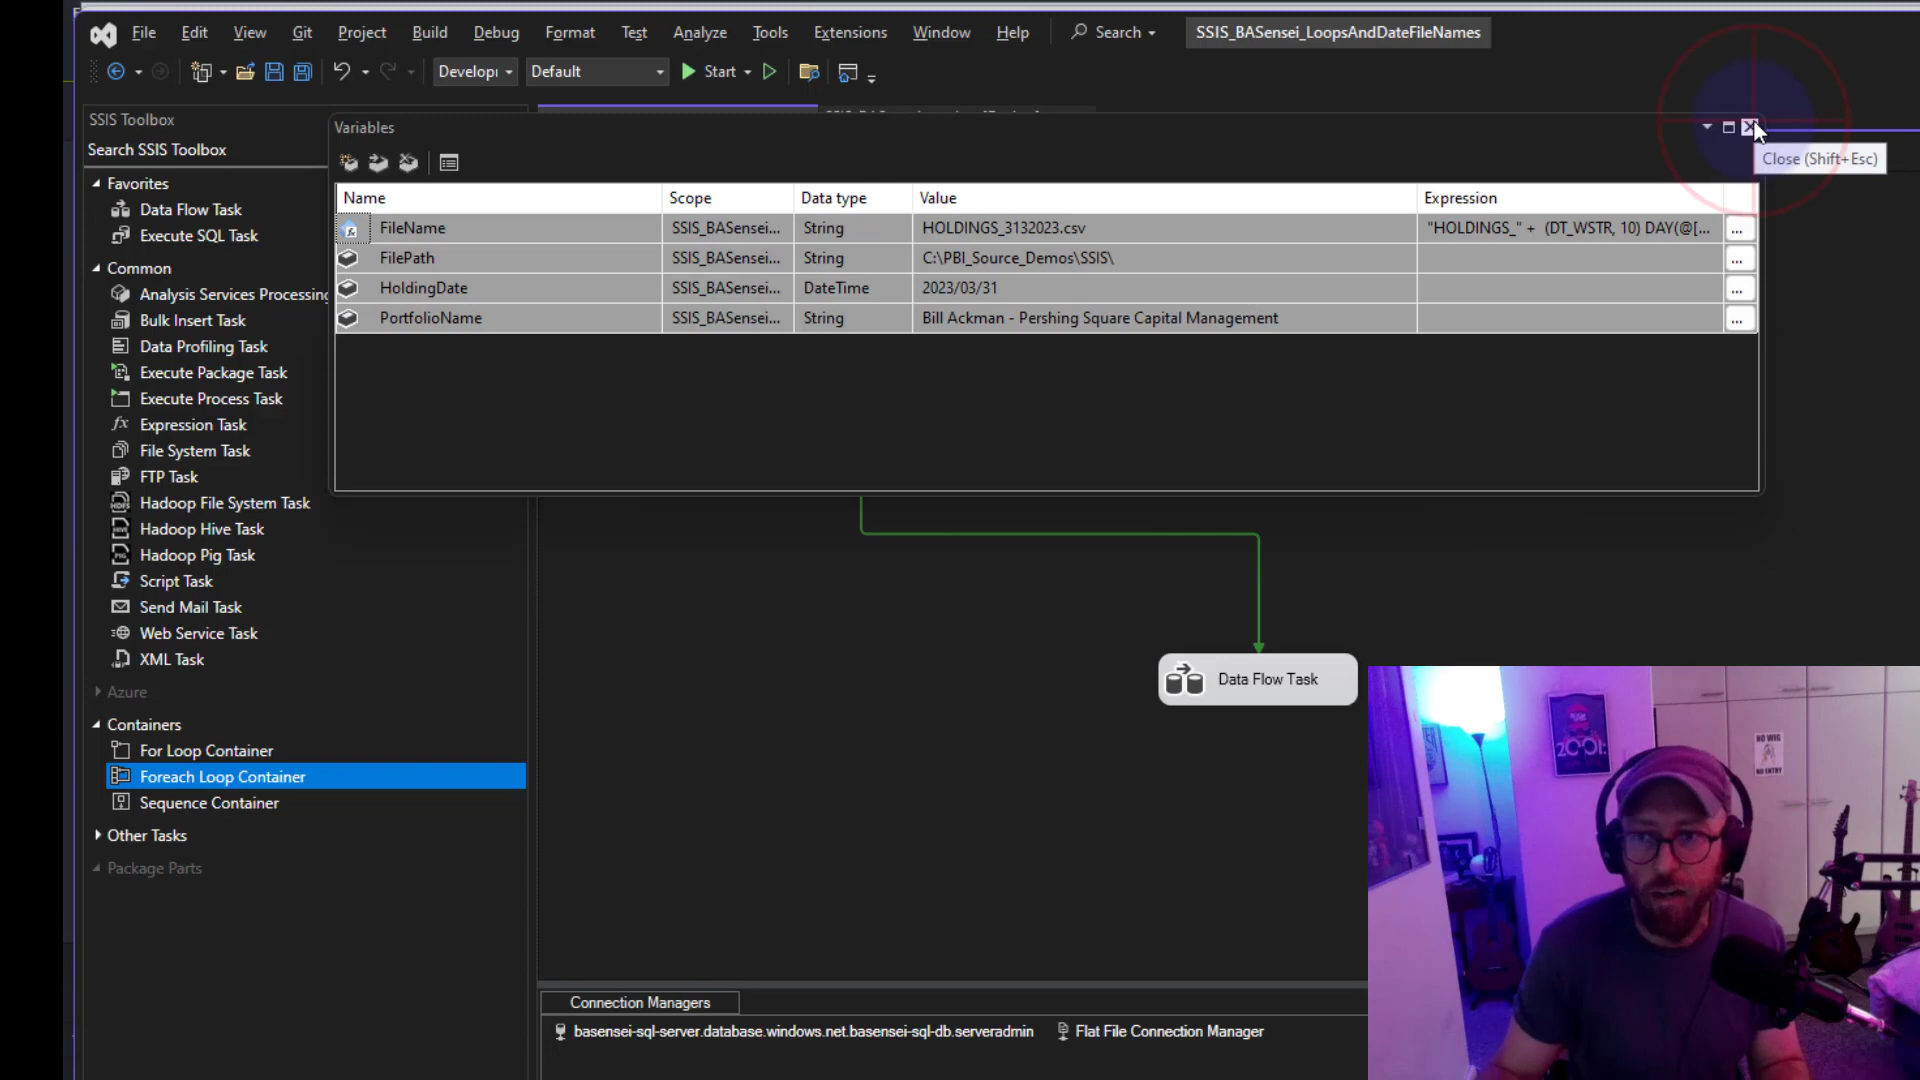 File Edit View Git Project Build Debug Format Test Analyze Tools Extensions Window Help Search SSIS_BASensei_LoopsAndDateFileNames
Develop Default Start
SSIS Toolbox
Search SSIS Toolbox
Favorites
Data Flow Task
Execute SQL Task
Common
Analysis Services Processing
Bulk Insert Task
Data Profiling Task
Execute Package Task
Execute Process Task
Expression Task
File System Task
FTP Task
Hadoop File System Task
Hadoop Hive Task
Hadoop Pig Task
Script Task
Send Mail Task
Web Service Task
XML Task
Azure
Containers
For Loop Container
Foreach Loop Container
Sequence Container
Other Tasks
Package Parts
Variables
Close (Shift+Esc)
Name Scope Data type Value Expression
FileName SSIS_BASensei... String HOLDINGS_3132023.csv "HOLDINGS_" + (DT_WSTR, 10) DAY(@[... ...
FilePath SSIS_BASensei... String C:\PBI_Source_Demos\SSIS\ ...
HoldingDate SSIS_BASensei... DateTime 2023/03/31 ...
PortfolioName SSIS_BASensei... String Bill Ackman - Pershing Square Capital Management ...
Data Flow Task
2001:
NO WIG
NO ENTRY
Connection Managers
basensei-sql-server.database.windows.net.basensei-sql-db.serveradmin Flat File Connection Manager